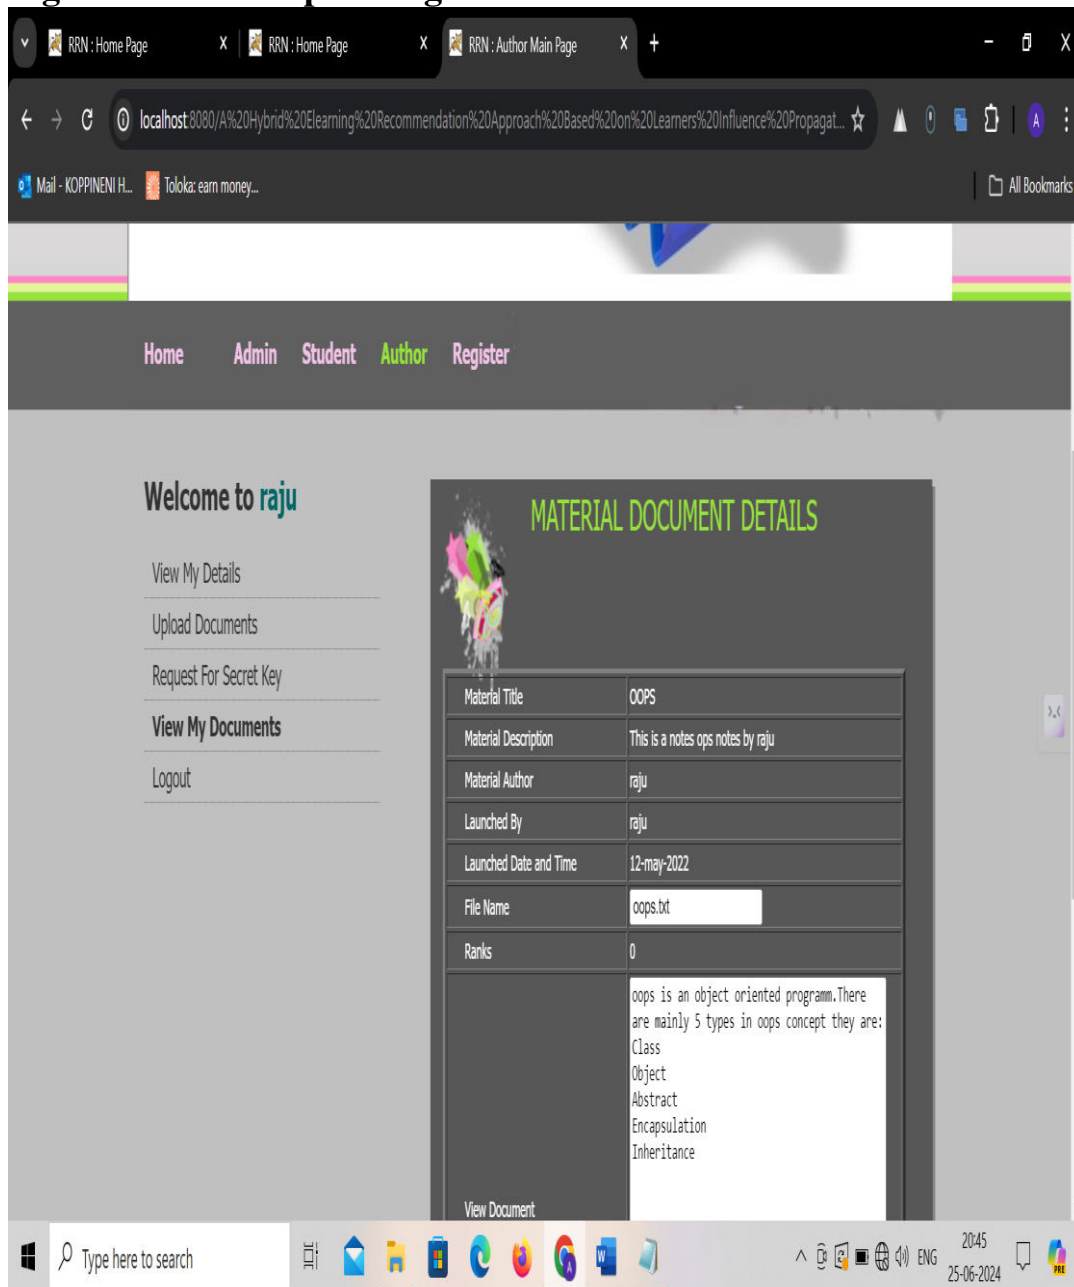 RRN : Home Page
RRN : Home Page
RRN : Author Main Page
localhost:8080/A%20Hybrid%20Elearning%20Recommendation%20Approach%20Based%20on%20Learners%20Influence%20Propagat...
A
Mail - KOPPINENI H...
Toloka: earn money...
All Bookmarks
Home Admin Student Author Register
Welcome to raju
View My Details
Upload Documents
Request For Secret Key
View My Documents
Logout
MATERIAL DOCUMENT DETAILS
Material Title OOPS
Material Description This is a notes ops notes by raju
Material Author raju
Launched By raju
Launched Date and Time 12-may-2022
File Name oops.txt
Ranks 0
oops is an object oriented programm.There
are mainly 5 types in oops concept they are:
Class
Object
Abstract
Encapsulation
Inheritance
View Document
Type here to search
ENG
20:45
25-06-2024
PRE